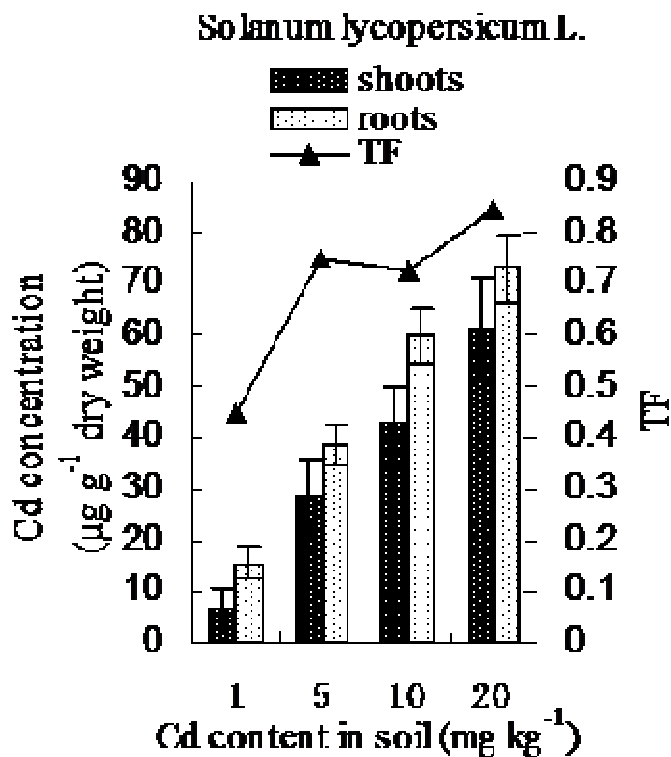 Solanum lycopersicum L.
shoots
roots
TF
90
80
70
60
50
40
30
20
10
0
0.9
0.8
0.7
0.6
0.5
0.4
0.3
0.2
0.1
0
Cd concentration
(μg g⁻¹ dry weight)
TF
1 5 10 20
Cd content in soil (mg kg⁻¹)